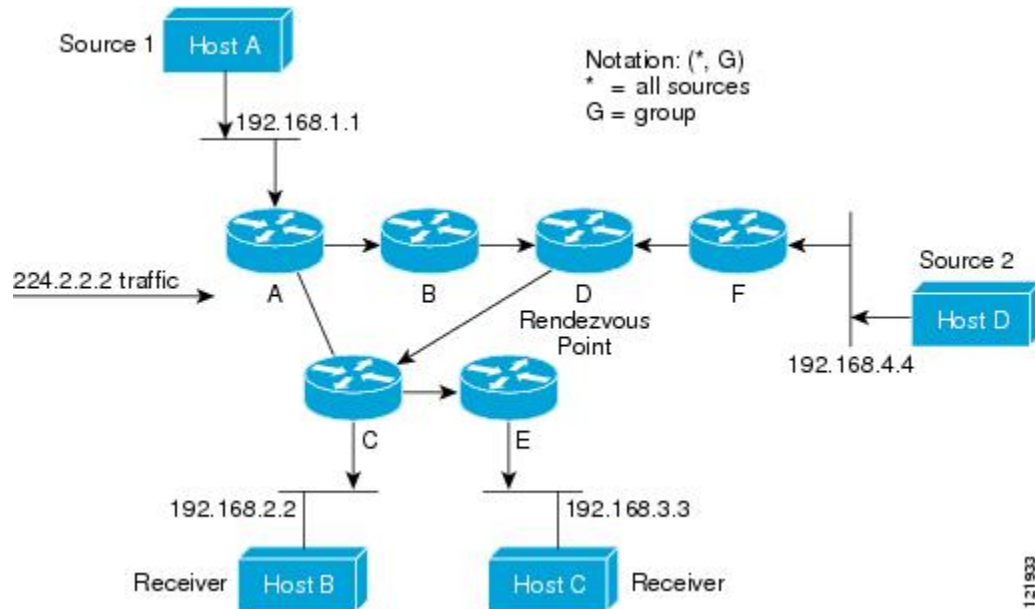 Source 1
Host A
Notation: (*, G)
* = all sources
G = group
192.168.1.1
224.2.2.2 traffic
A
B
D
F
Rendezvous
Point
Source 2
Host D
192.168.4.4
C
E
192.168.2.2
192.168.3.3
Receiver
Host B
Host C
Receiver
121933